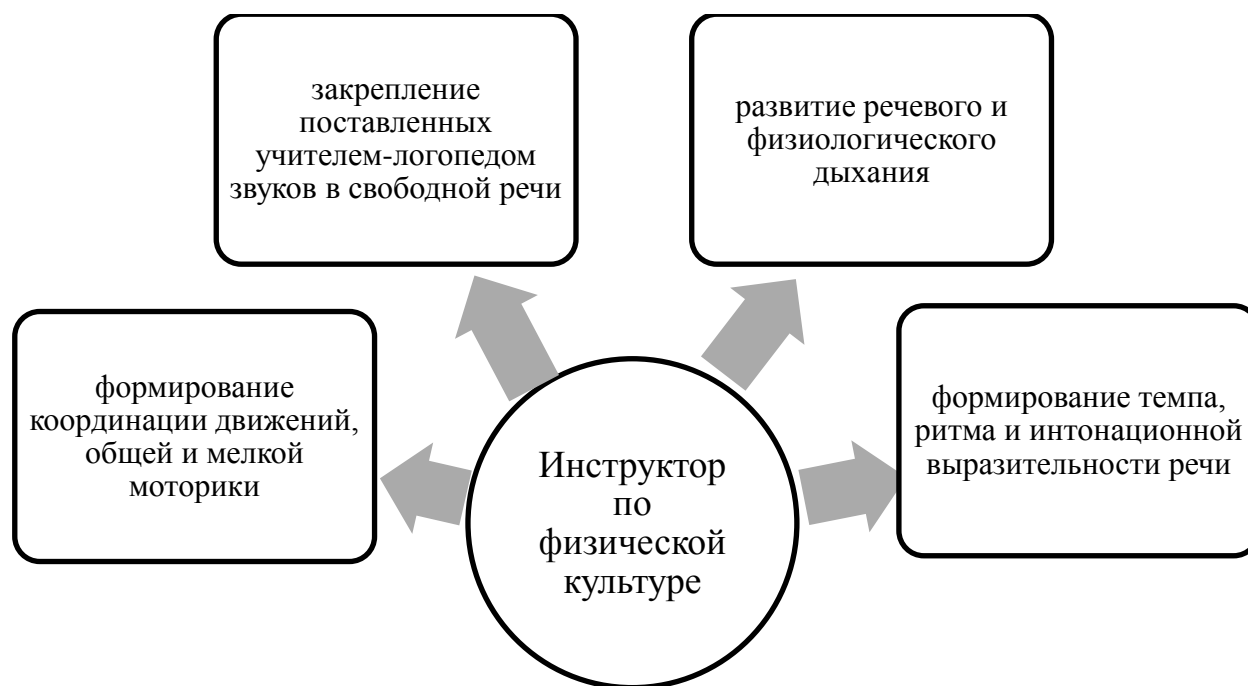 закрепление
поставленных
учителем-логопедом
звуков в свободной речи
развитие речевого и
физиологического
дыхания
формирование
координации движений,
общей и мелкой
моторики
формирование темпа,
ритма и интонационной
выразительности речи
Инструктор
по
физической
культуре